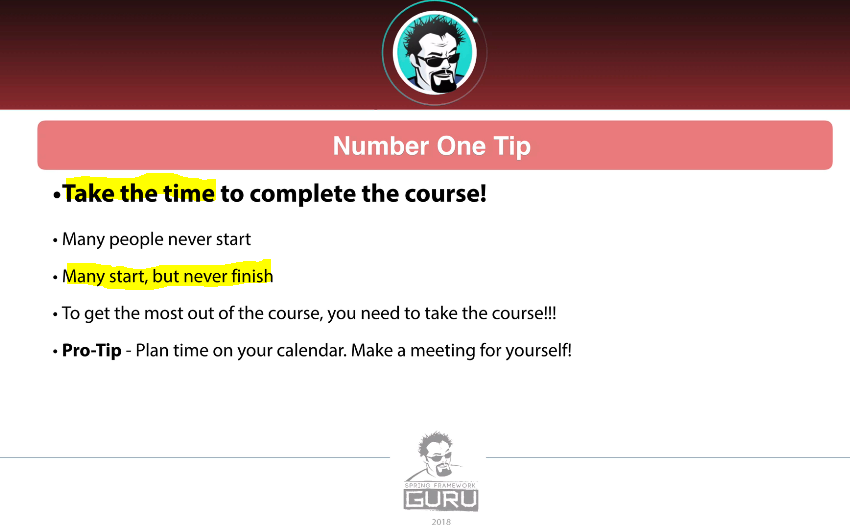 Number One Tip
•Take the time to complete the course!
• Many people never start
• Many start, but never finish
• To get the most out of the course, you need to take the course!!!
• Pro-Tip - Plan time on your calendar. Make a meeting for yourself!
SPRING FRAMEWORK
GURU
2018